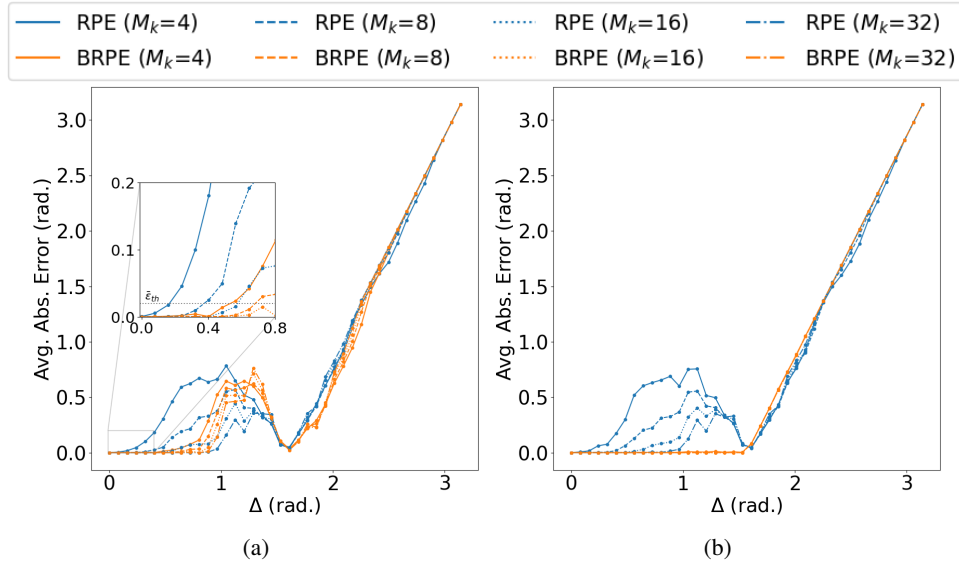 RPE (M_k=4) RPE (M_k=8) RPE (M_k=16) RPE (M_k=32)
BRPE (M_k=4) BRPE (M_k=8) BRPE (M_k=16) BRPE (M_k=32)
Avg. Abs. Error (rad.)
3.0
2.5
2.0
1.5
1.0
0.5
0.0
0.2
0.1
0.0
ε̄_th
0.0 0.4 0.8
0 1 2 3
Δ (rad.)
(a)
Avg. Abs. Error (rad.)
3.0
2.5
2.0
1.5
1.0
0.5
0.0
0 1 2 3
Δ (rad.)
(b)